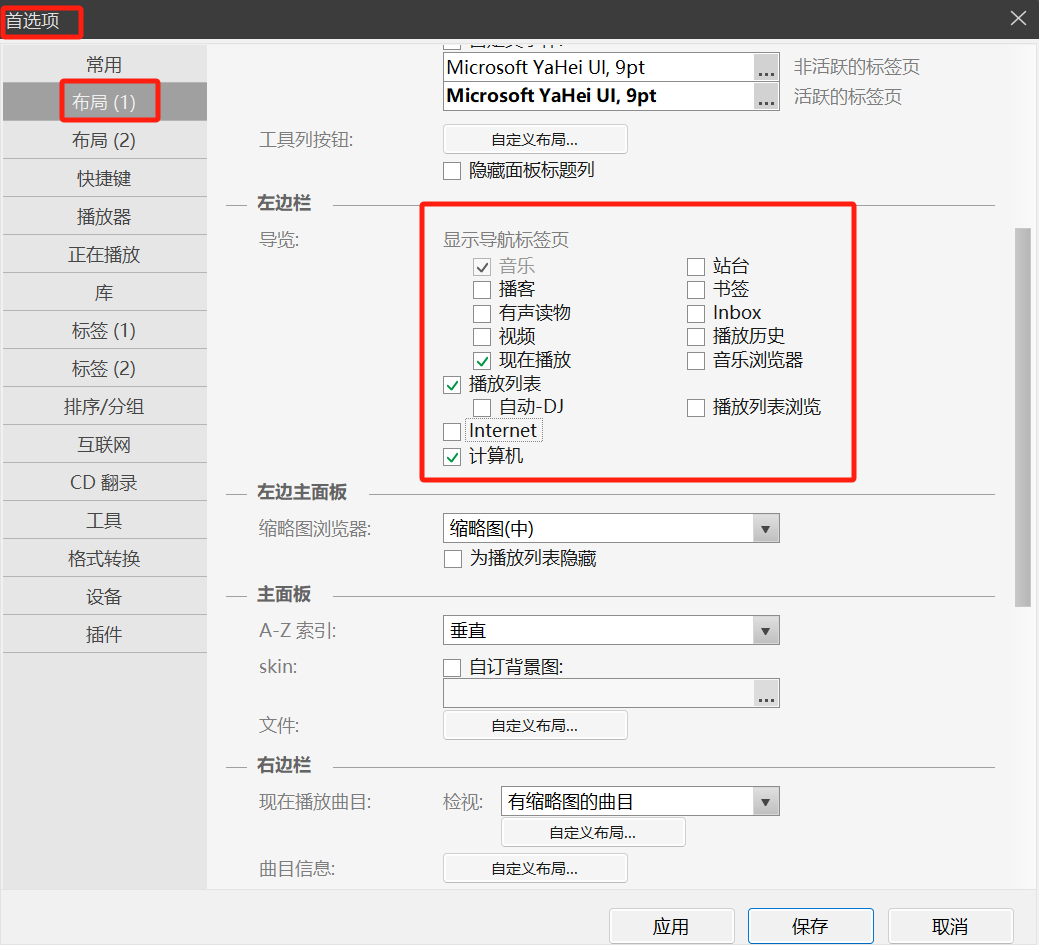 首选项
常用
布局 (1)
布局 (2)
快捷键
播放器
正在播放
库
标签 (1)
标签 (2)
排序/分组
互联网
CD 翻录
工具
格式转换
设备
插件
Microsoft YaHei UI, 9pt ... 非活跃的标签页
Microsoft YaHei UI, 9pt ... 活跃的标签页
工具列按钮: 自定义布局...
隐藏面板标题列
左边栏
导览: 显示导航标签页
音乐 站台
播客 书签
有声读物 Inbox
视频 播放历史
现在播放 音乐浏览器
播放列表
自动-DJ 播放列表浏览
Internet
计算机
左边主面板
缩略图浏览器: 缩略图(中)
为播放列表隐藏
主面板
A-Z 索引: 垂直
skin: 自订背景图:
...
文件: 自定义布局...
右边栏
现在播放曲目: 检视: 有缩略图的曲目
自定义布局...
曲目信息: 自定义布局...
应用 保存 取消